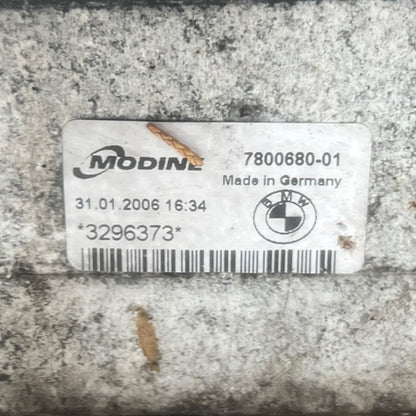 MODINE 7800680-01
Made in Germany
BMW
31.01.2006 16:34
*3296373*